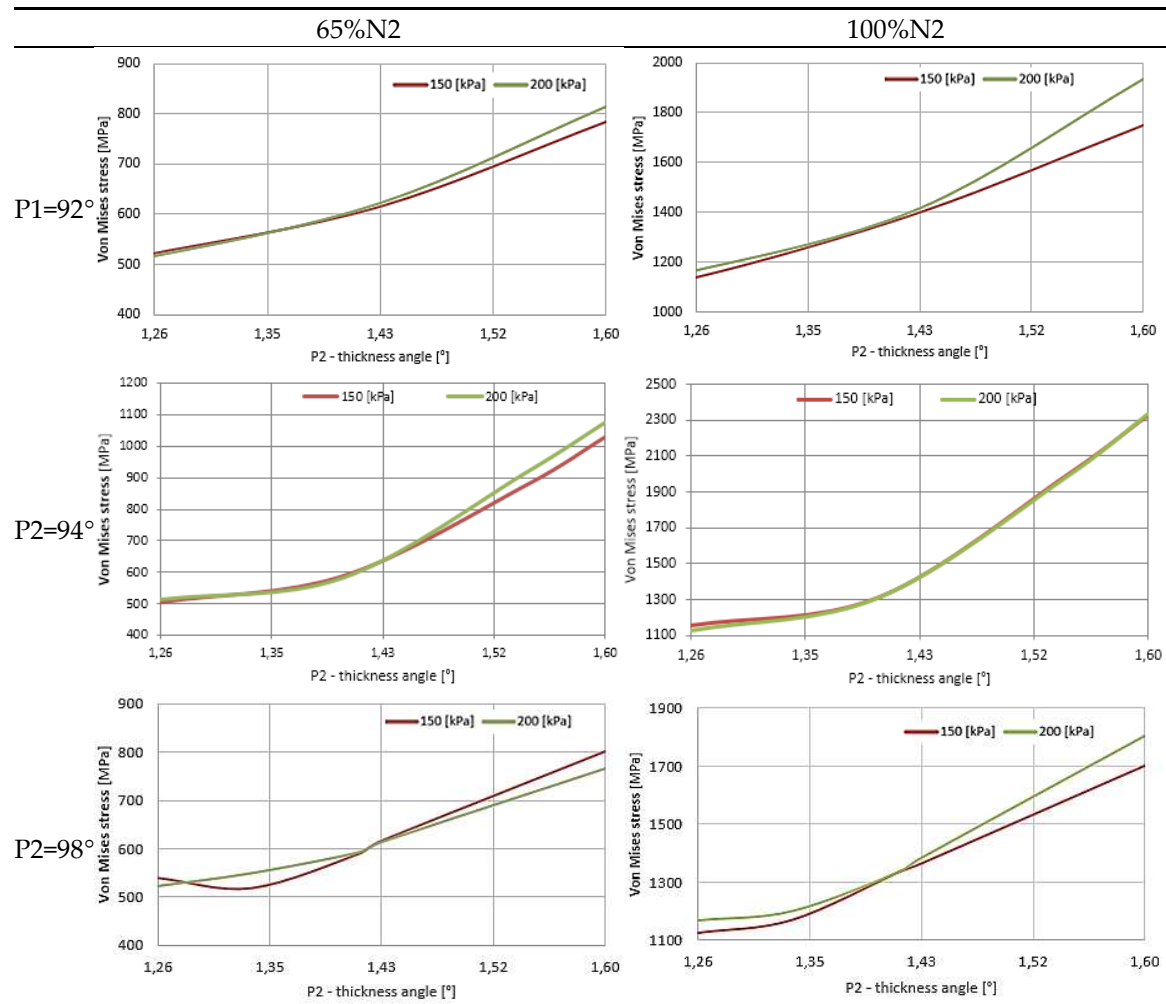 65%N2
100%N2
P1=92°
Von Mises stress [MPa]
900
800
700
600
500
400
150 [kPa] 200 [kPa]
1,26 1,35 1,43 1,52 1,60
P2 - thickness angle [°]
Von Mises stress [MPa]
2000
1800
1600
1400
1200
1000
150 [kPa] 200 [kPa]
1,26 1,35 1,43 1,52 1,60
P2 - thickness angle [°]
P2=94°
Von Mises stress [MPa]
1200
1100
1000
900
800
700
600
500
400
150 [kPa] 200 [kPa]
1,26 1,35 1,43 1,52 1,60
P2 - thickness angle [°]
Von Mises stress [MPa]
2500
2300
2100
1900
1700
1500
1300
1100
150 [kPa] 200 [kPa]
1,26 1,35 1,43 1,52 1,60
P2 - thickness angle [°]
P2=98°
Von Mises stress [MPa]
900
800
700
600
500
400
150 [kPa] 200 [kPa]
1,26 1,35 1,43 1,52 1,60
P2 - thickness angle [°]
Von Mises stress [MPa]
1900
1700
1500
1300
1100
150 [kPa] 200 [kPa]
1,26 1,35 1,43 1,52 1,60
P2 - thickness angle [°]